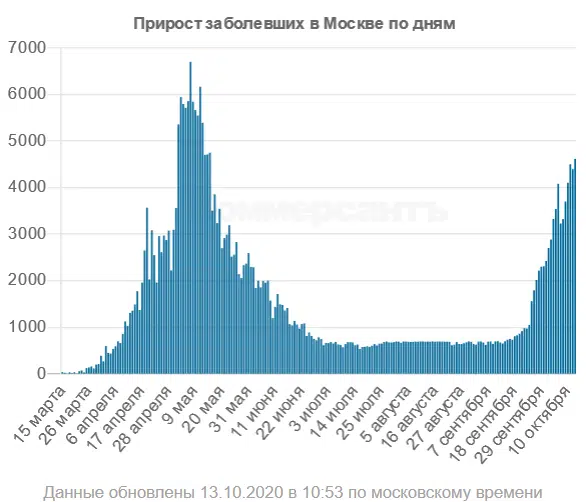 Прирост заболевших в Москве по дням
7000
6000
5000
4000
3000
2000
1000
0
15 марта
26 марта
6 апреля
17 апреля
28 апреля
9 мая
20 мая
31 мая
11 июня
22 июня
3 июля
14 июля
25 июля
5 августа
16 августа
27 августа
7 сентября
18 сентября
29 сентября
10 октября
Данные обновлены 13.10.2020 в 10:53 по московскому времени